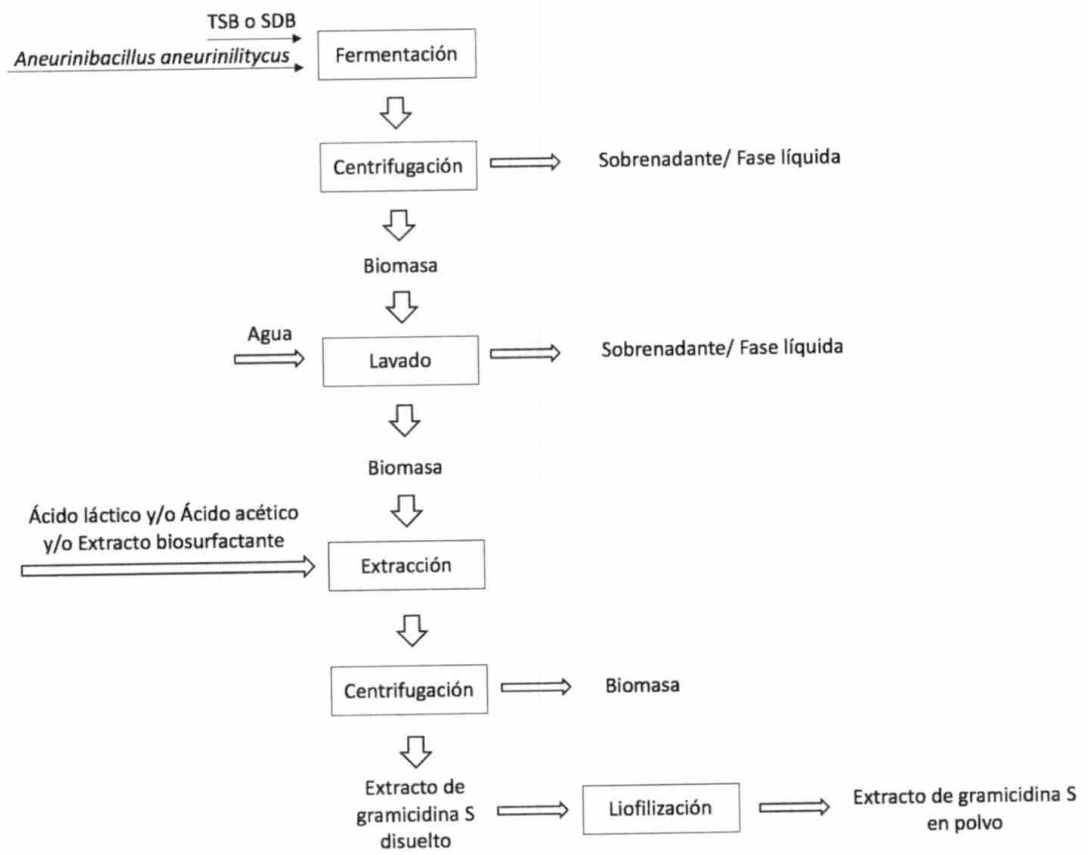 TSB o SDB
Aneurinibacillus aneurinilitycus
Fermentación
Centrifugación
Sobrenadante/ Fase líquida
Biomasa
Agua
Lavado
Sobrenadante/ Fase líquida
Biomasa
Ácido láctico y/o Ácido acético
y/o Extracto biosurfactante
Extracción
Centrifugación
Biomasa
Extracto de
gramicidina S
disuelto
Liofilización
Extracto de gramicidina S
en polvo